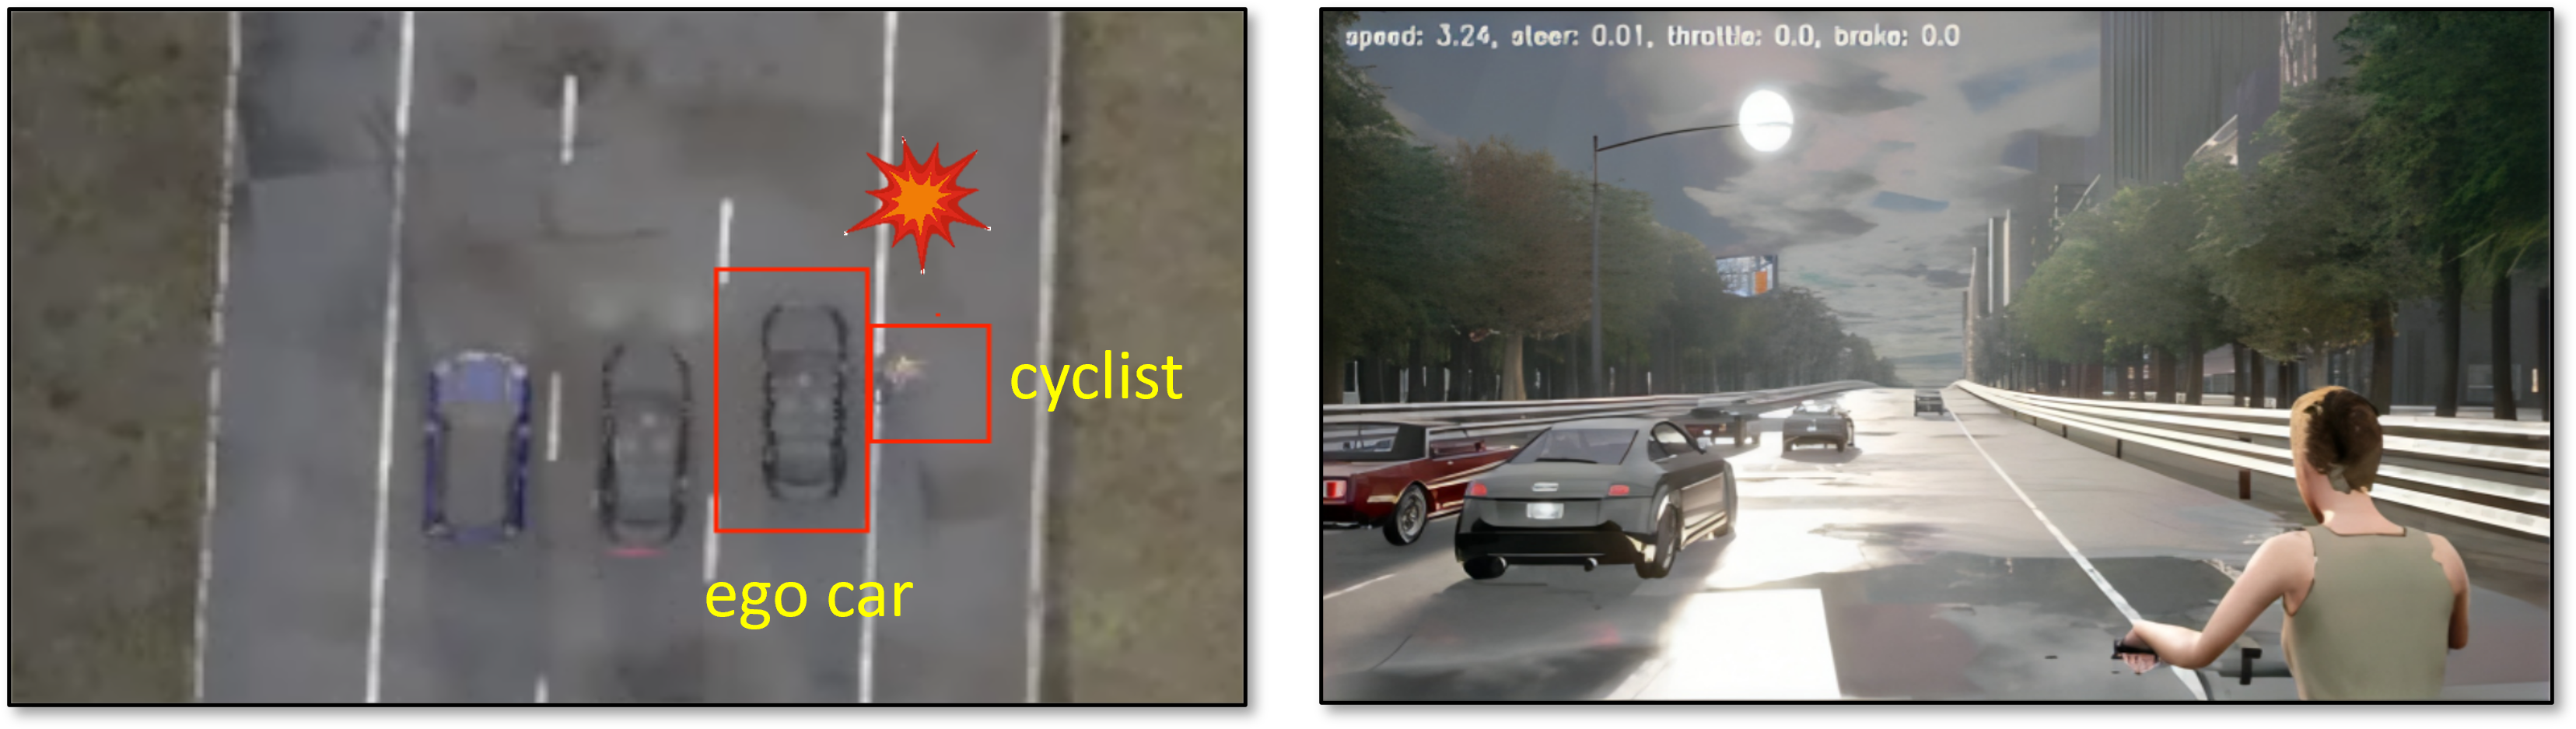 cyclist
ego car
speed: 3.24, steer: 0.01, throttle: 0.0, brake: 0.0